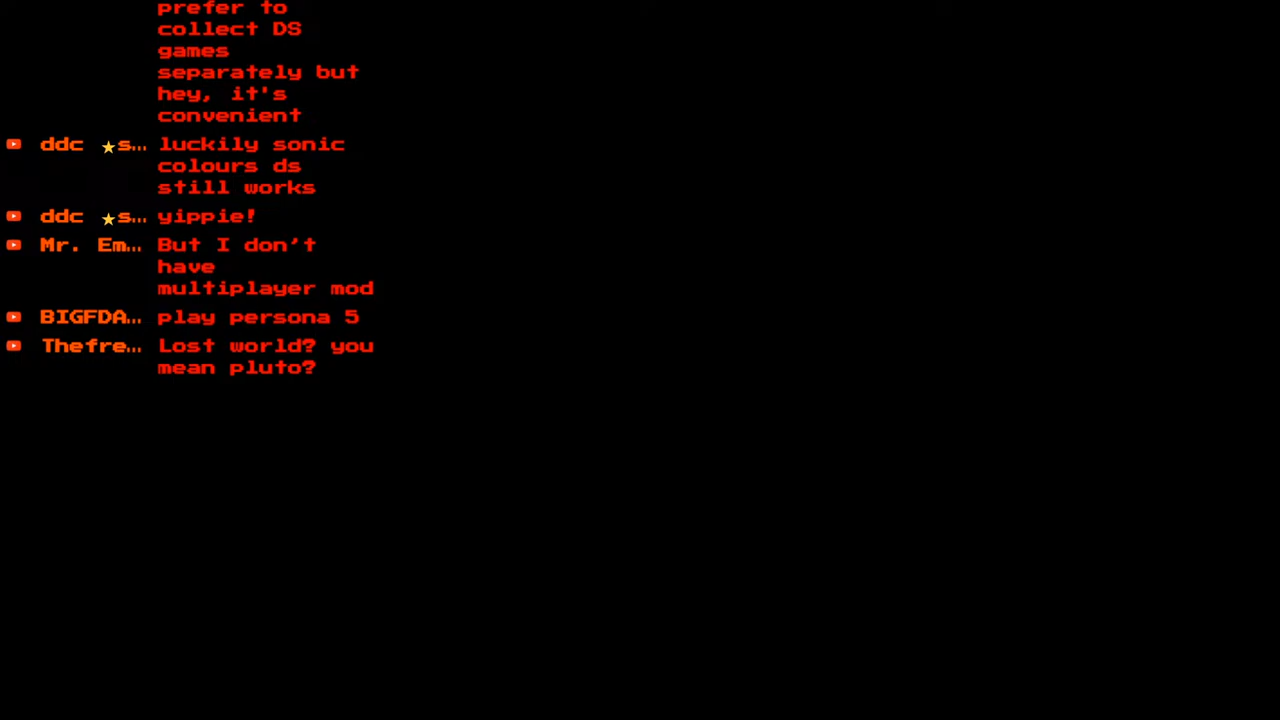 prefer to
collect DS
games
separately but
hey, it's
convenient
ddc ★s… luckily sonic
colours ds
still works
ddc ★s… yippie!
Mr. Em… But I don't
have
multiplayer mod
BIGFDA… play persona 5
Thefre… Lost world? you
mean pluto?